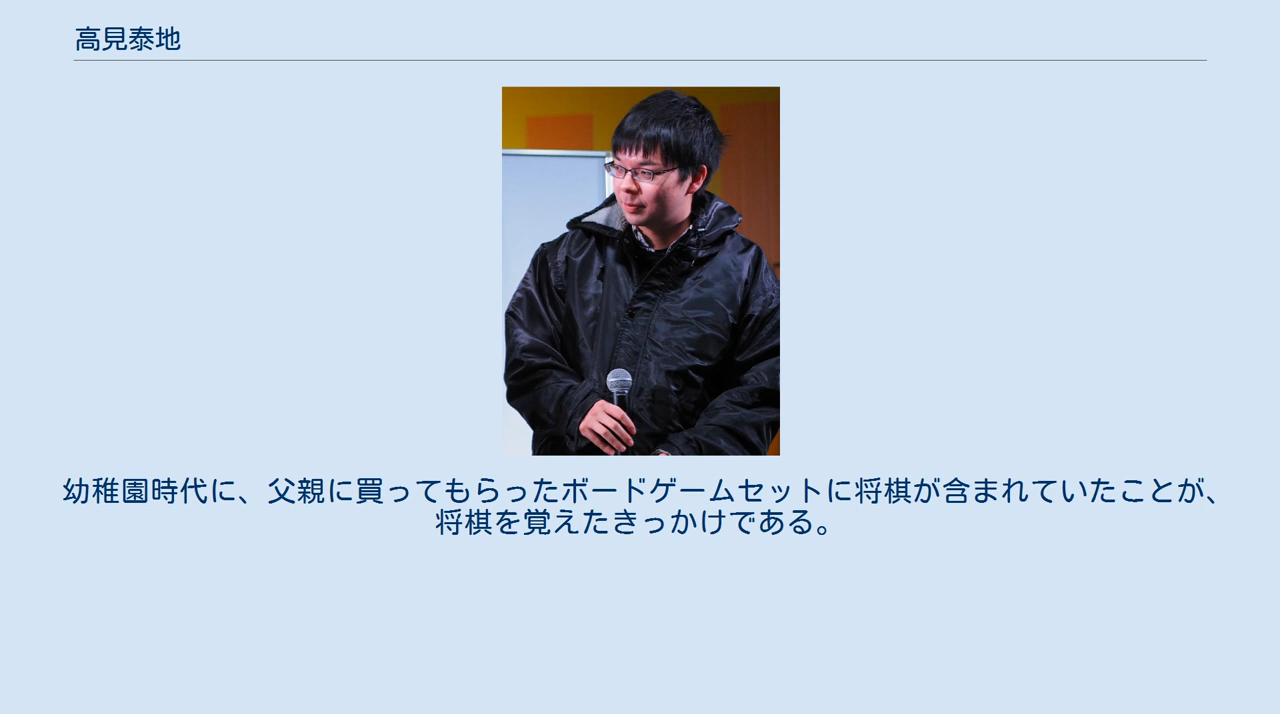 高見泰地
幼稚園時代に、父親に買ってもらったボードゲームセットに将棋が含まれていたことが、
将棋を覚えたきっかけである。